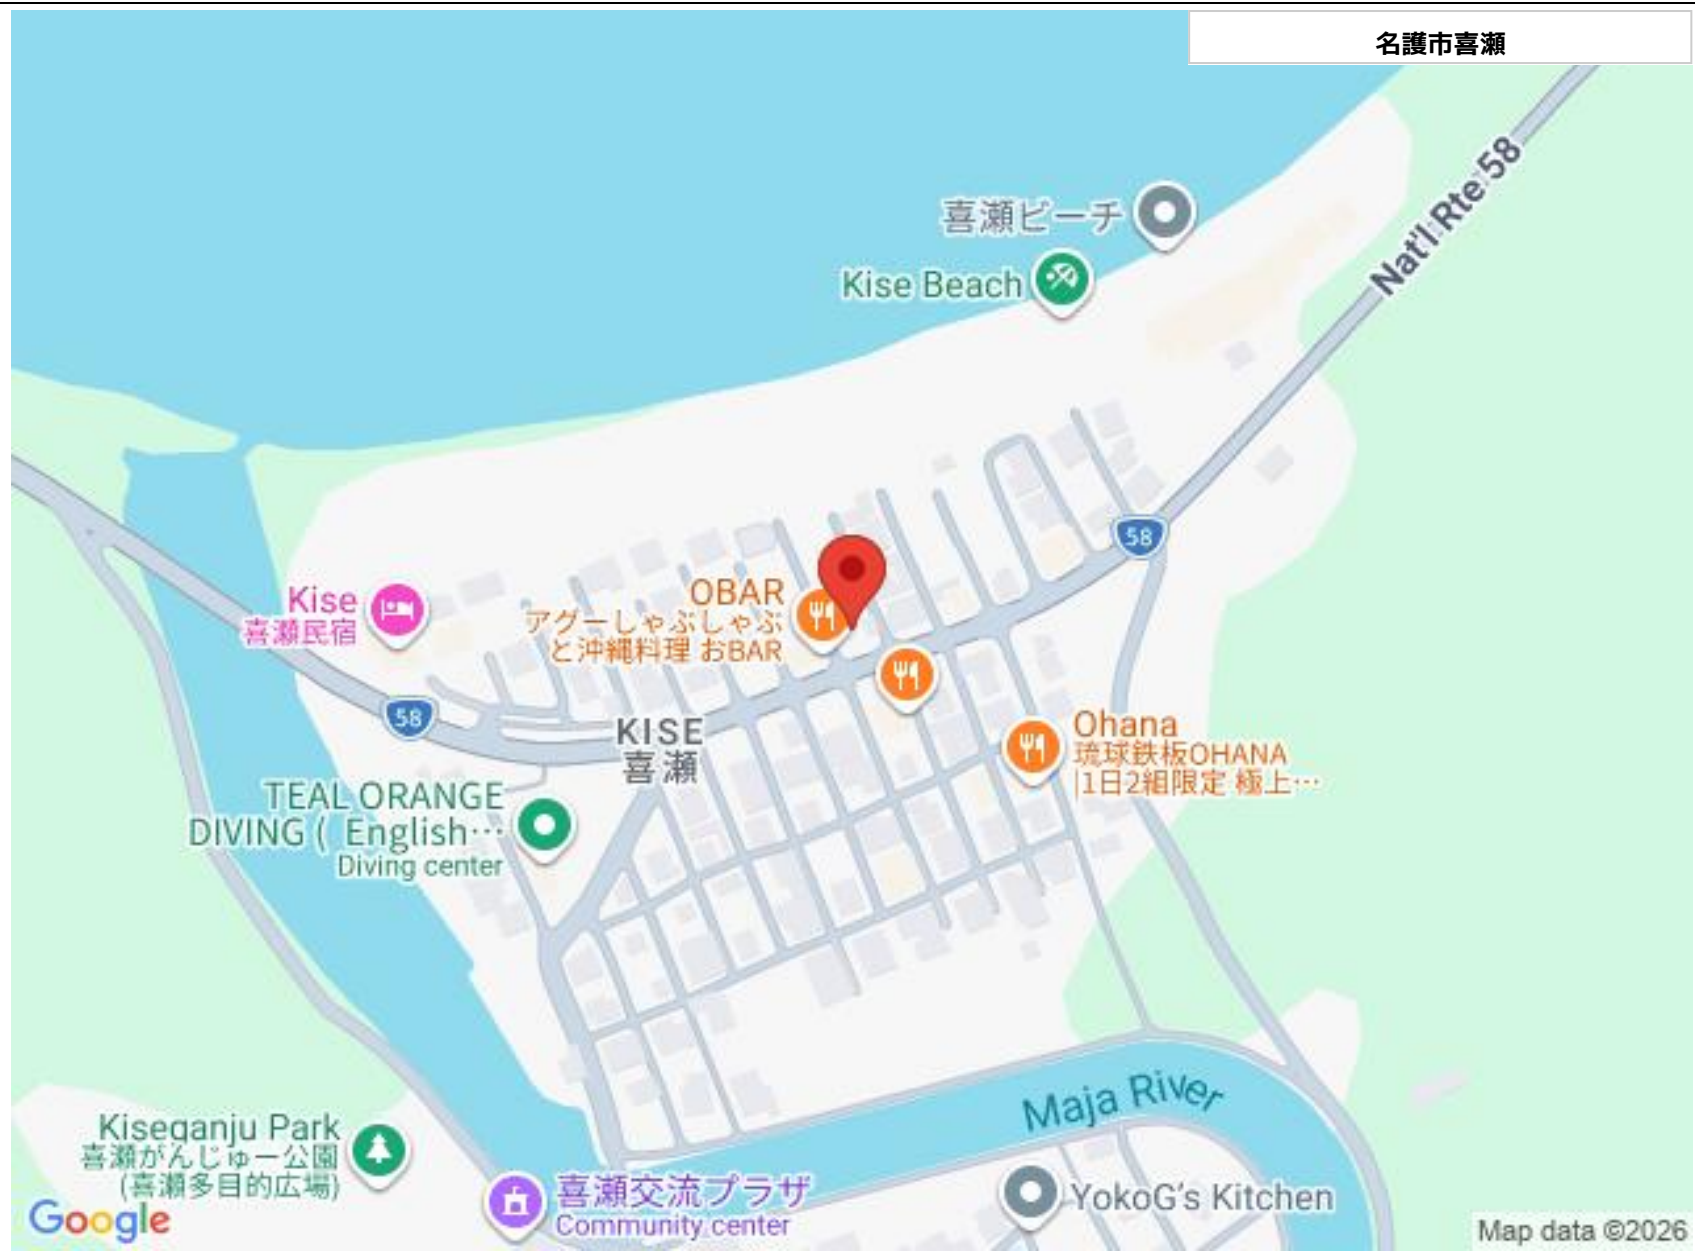 名護市喜瀬
Nat'l Rte 58
喜瀬ビーチ
Kise Beach
58
OBAR
アグーしゃぶしゃぶ
と沖縄料理 おBAR
Kise
喜瀬民宿
58
KISE
喜瀬
Ohana
琉球鉄板OHANA
|1日2組限定 極上…
TEAL ORANGE
DIVING ( English…
Diving center
Maja River
Kiseganju Park
喜瀬がんじゅー公園
(喜瀬多目的広場)
喜瀬交流プラザ
Community center
YokoG's Kitchen
Google
Map data ©2026